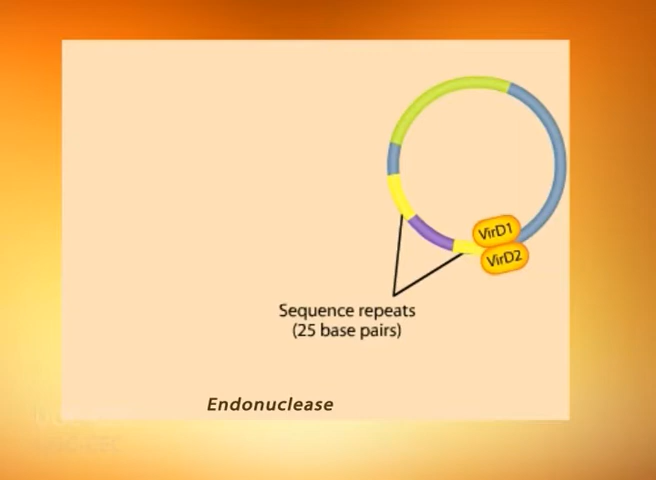 VirD1
VirD2
Sequence repeats
(25 base pairs)
Endonuclease